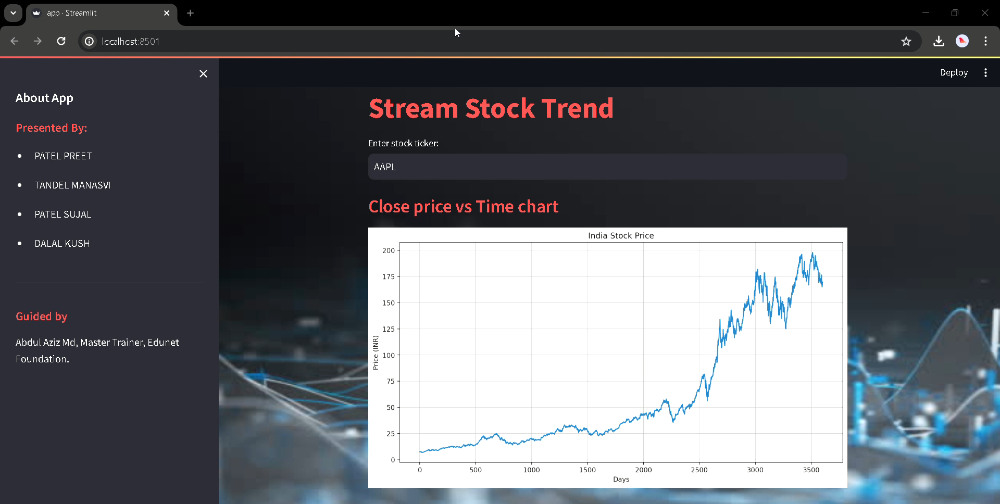 app · Streamlit
localhost:8501
Deploy
About App
Presented By:
PATEL PREET
TANDEL MANASVI
PATEL SUJAL
DALAL KUSH
Guided by
Abdul Aziz Md, Master Trainer, Edunet
Foundation.
Stream Stock Trend
Enter stock ticker:
AAPL
Close price vs Time chart
India Stock Price
200
175
150
125
100
75
50
25
0
Price (INR)
0 500 1000 1500 2000 2500 3000 3500
Days